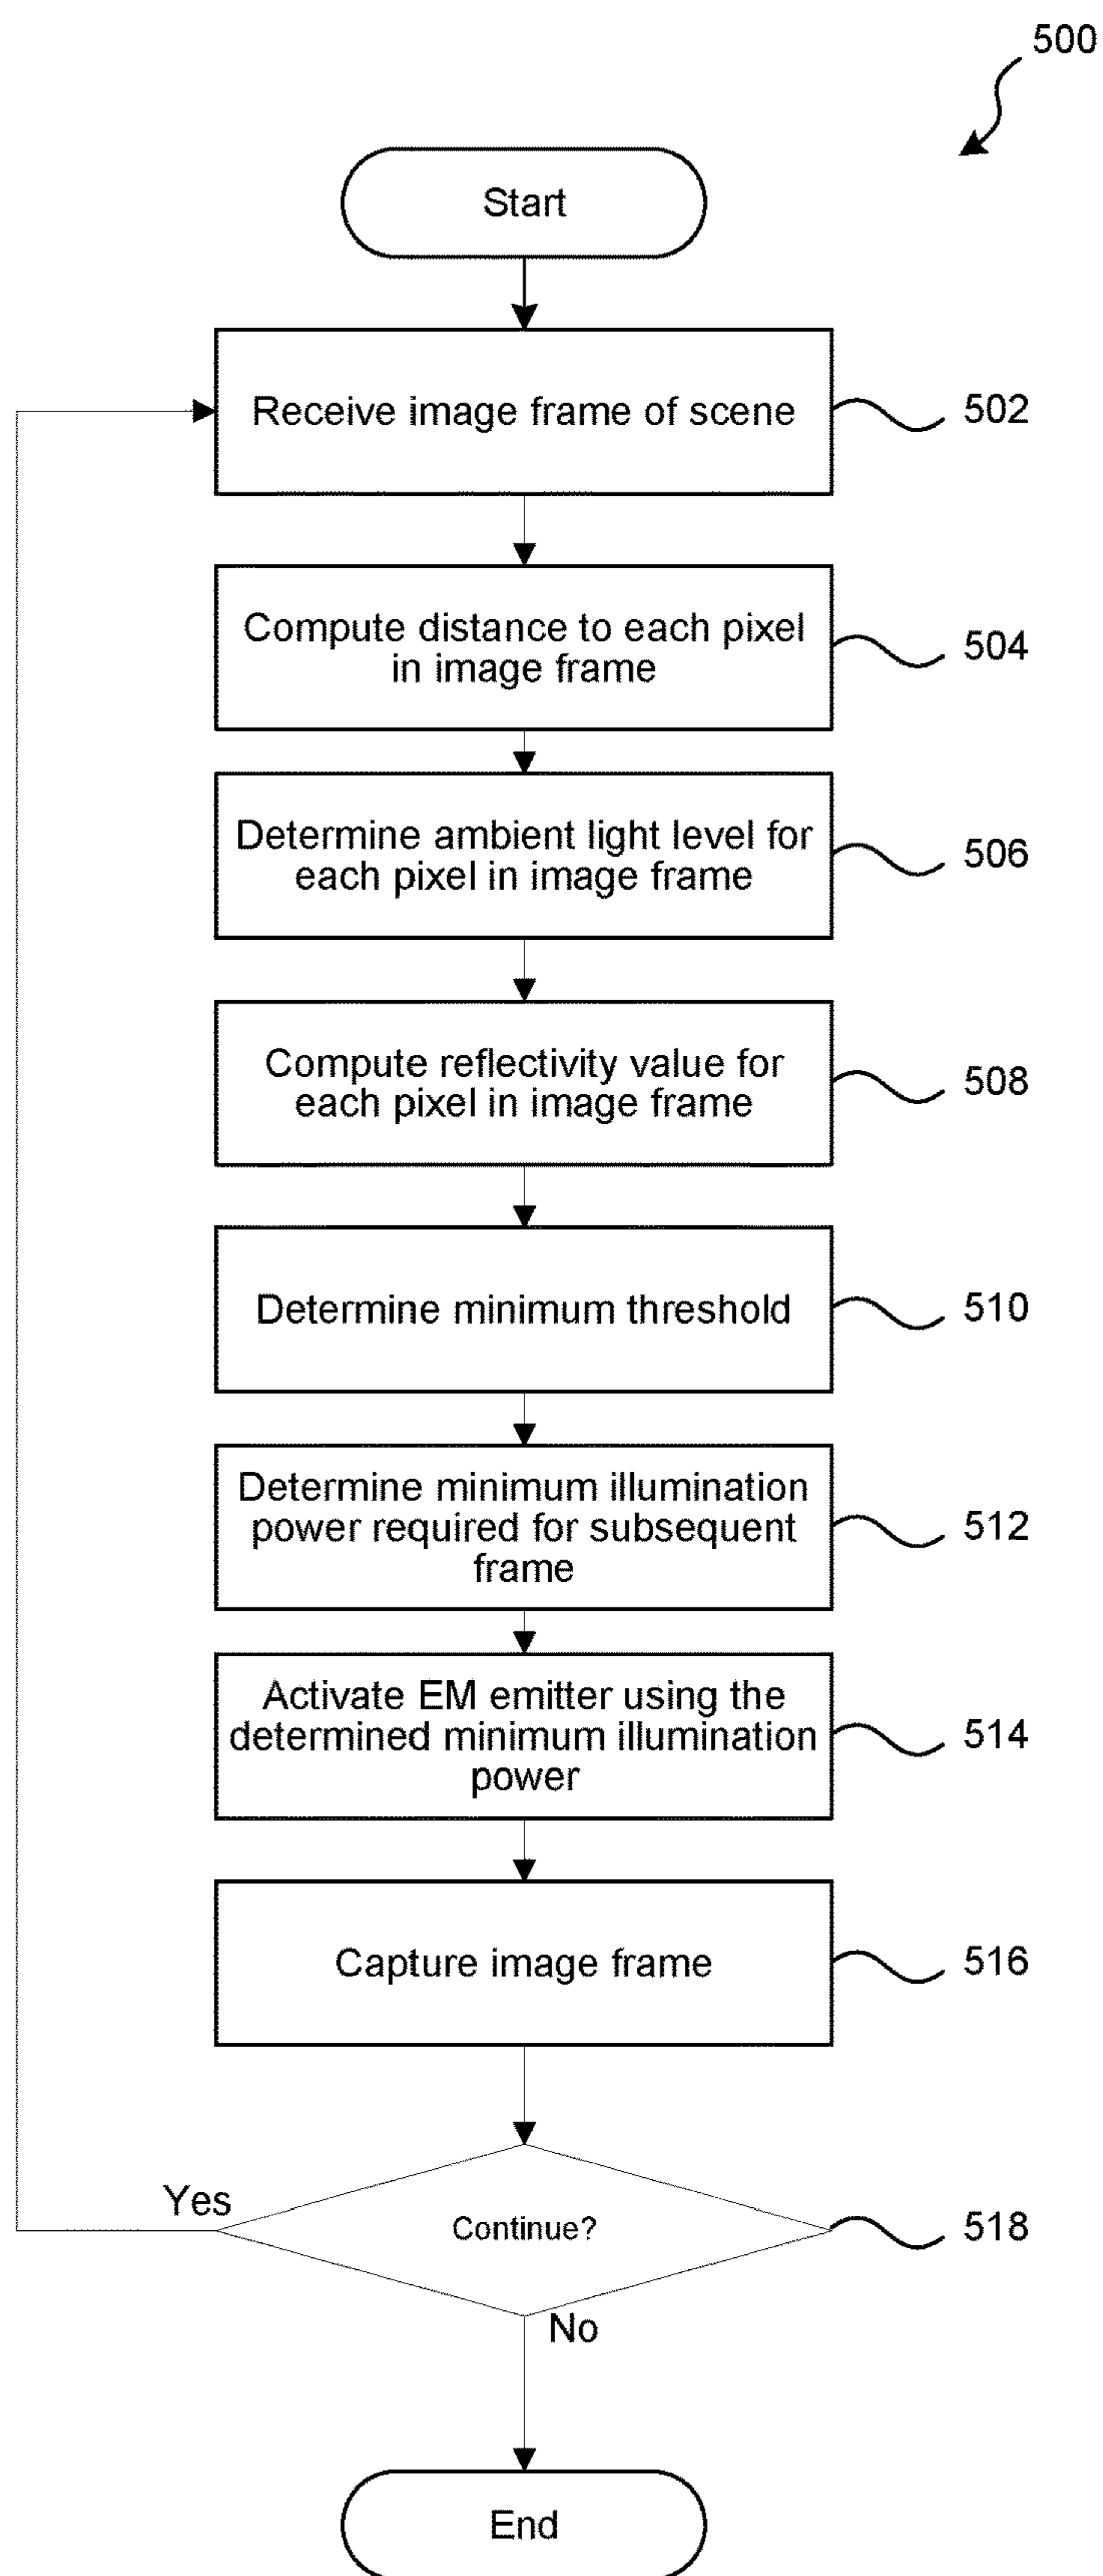 500
Start
Receive image frame of scene
502
Compute distance to each pixel
in image frame
504
Determine ambient light level for
each pixel in image frame
506
Compute reflectivity value for
each pixel in image frame
508
Determine minimum threshold
510
Determine minimum illumination
power required for subsequent
frame
512
Activate EM emitter using the
determined minimum illumination
power
514
Capture image frame
516
Yes
Continue?
518
No
End